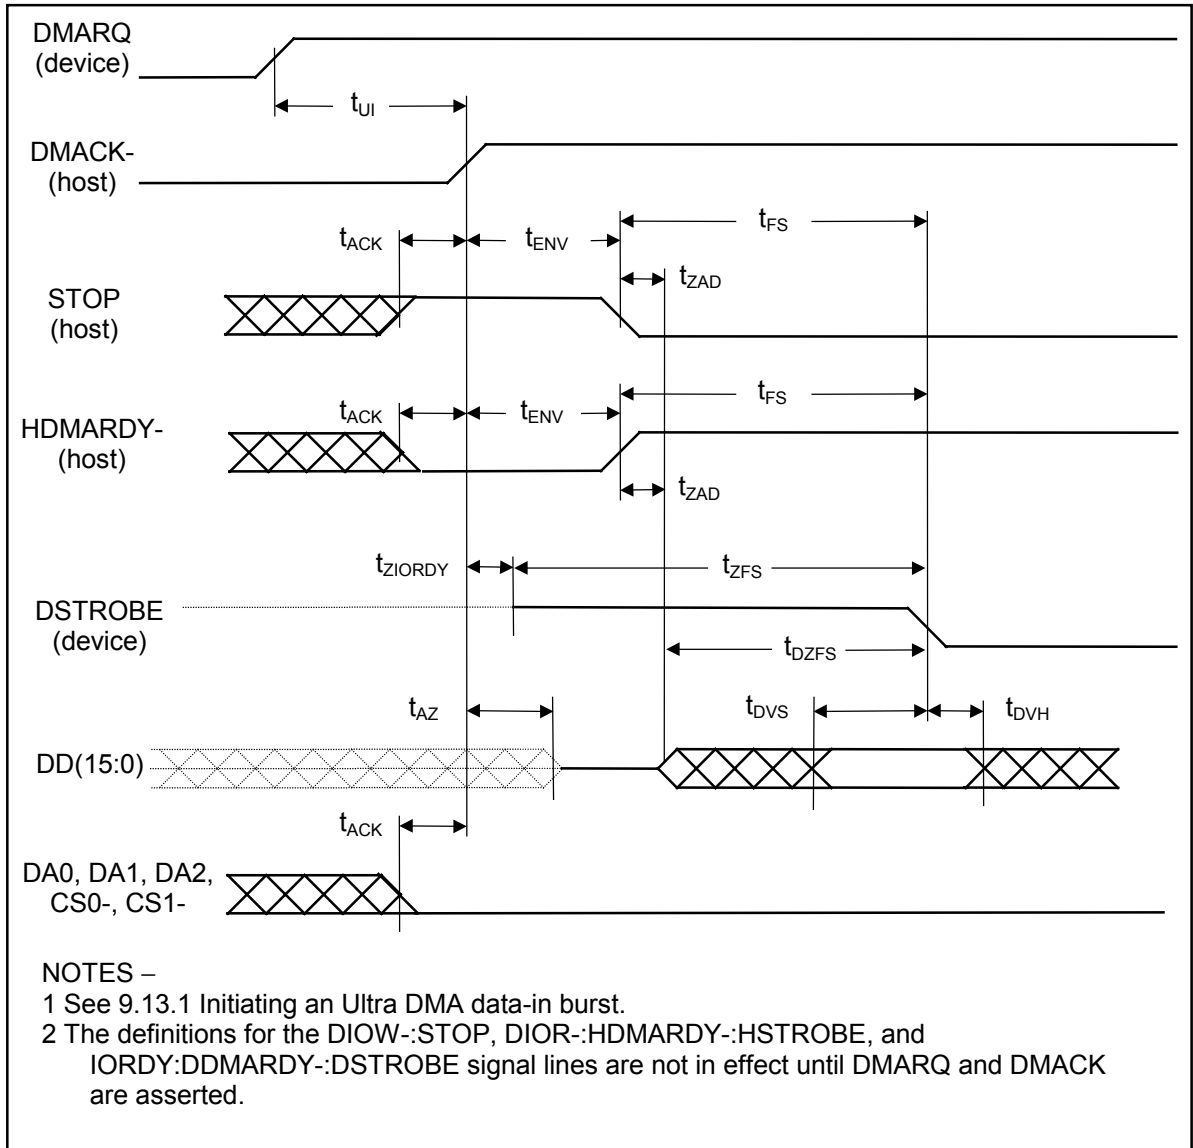 DMARQ
(device)
tUI
DMACK-
(host)
tFS
tACK
tENV
tZAD
STOP
(host)
tFS
tACK
tENV
HDMARDY-
(host)
tZAD
tZIORDY
tZFS
DSTROBE
(device)
tDZFS
tAZ
tDVS
tDVH
DD(15:0)
tACK
DA0, DA1, DA2,
CS0-, CS1-
NOTES –
1 See 9.13.1 Initiating an Ultra DMA data-in burst.
2 The definitions for the DIOW-:STOP, DIOR-:HDMARDY-:HSTROBE, and
IORDY:DDMARDY-:DSTROBE signal lines are not in effect until DMARQ and DMACK
are asserted.